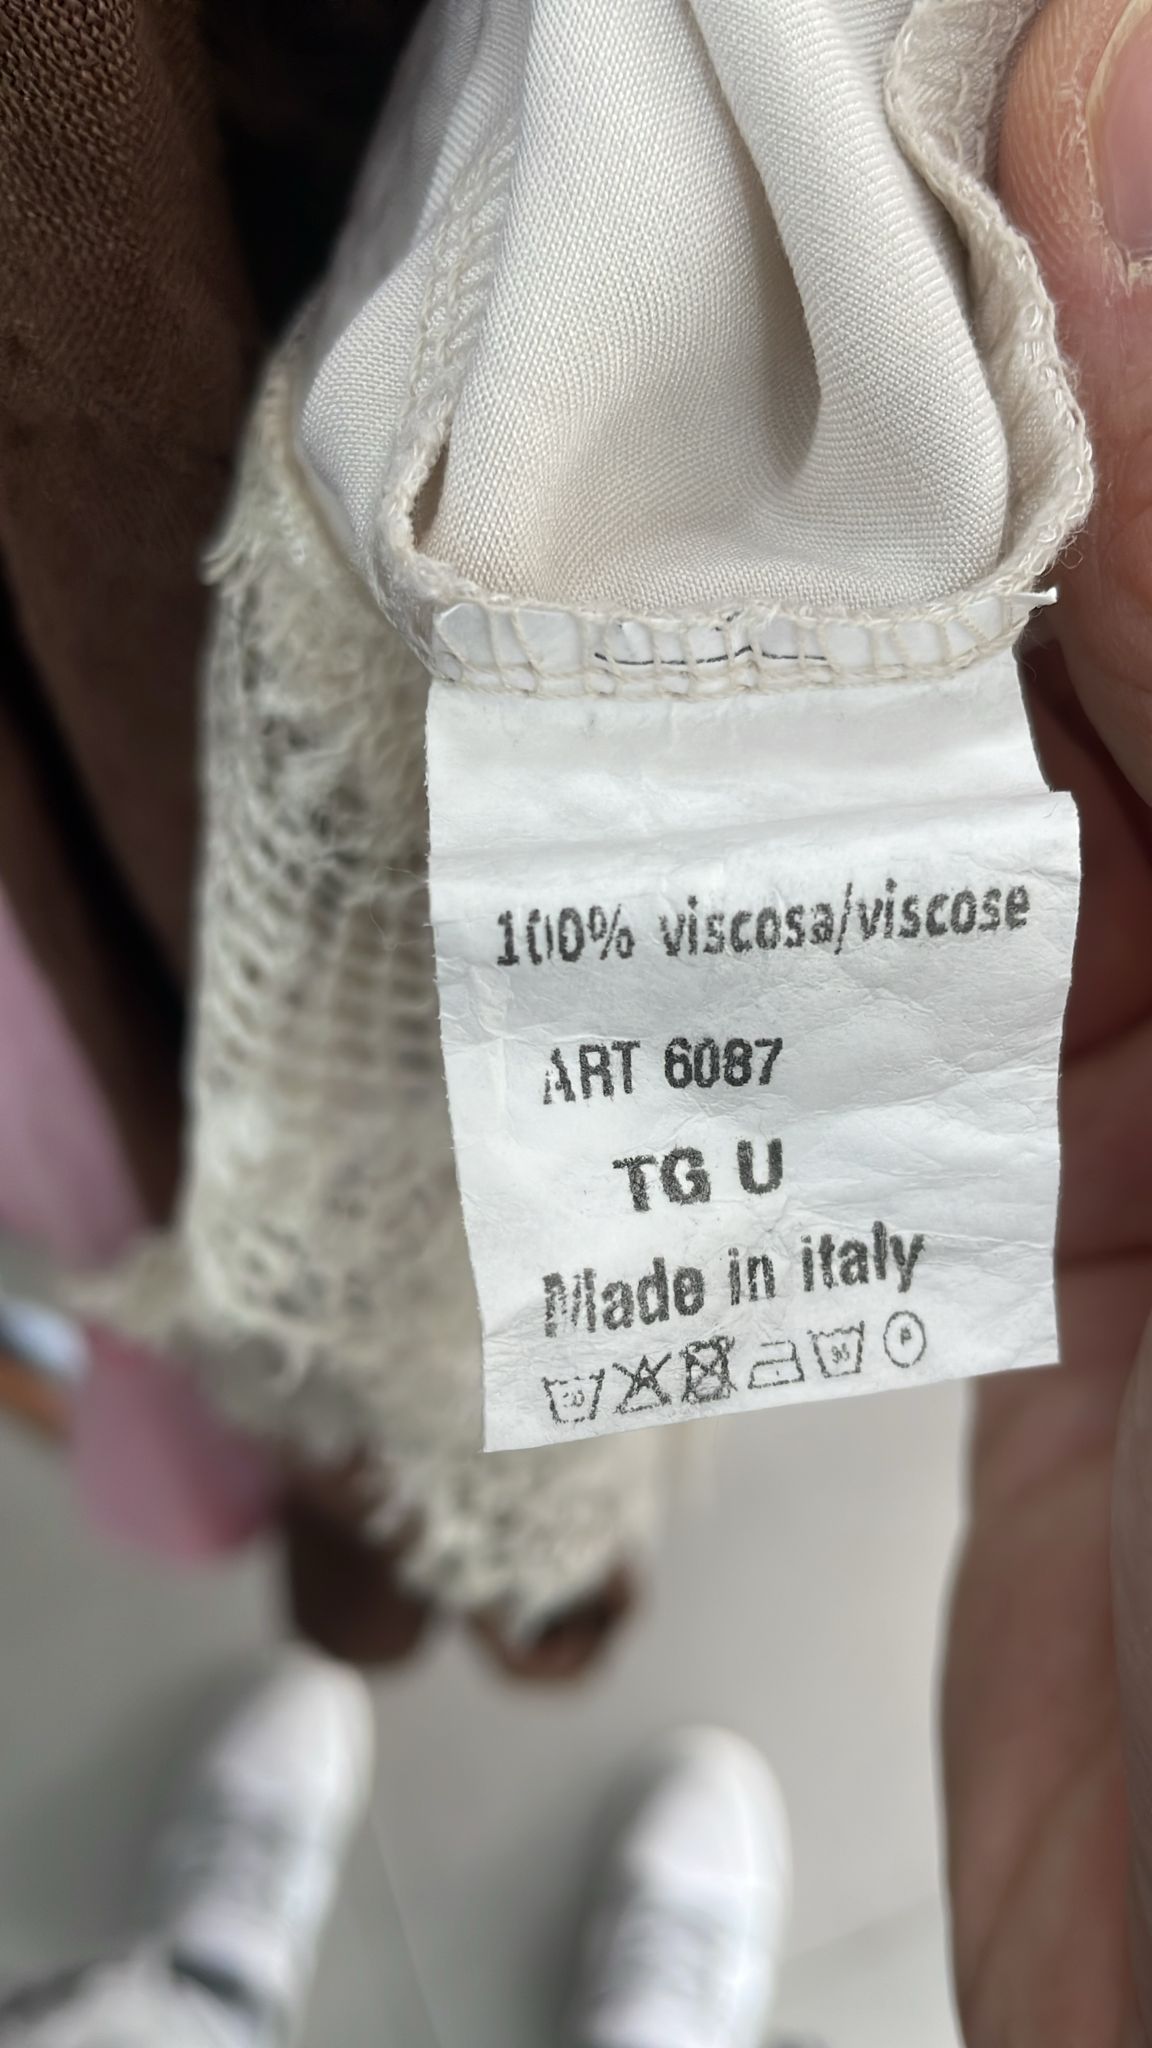 100% viscosa/viscose
ART 6087
TG U
Made in italy
P